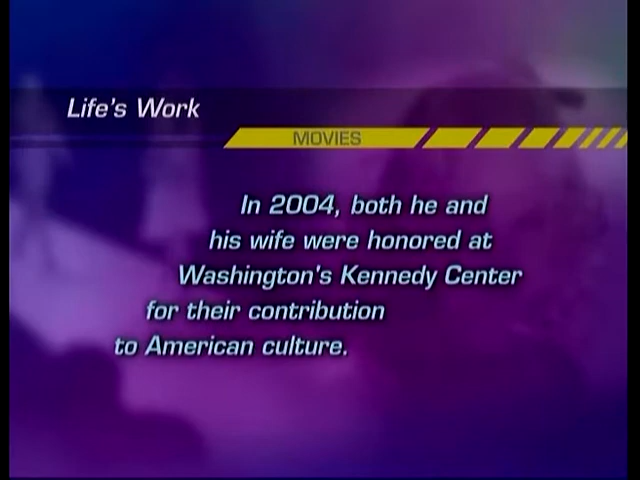 Life's Work
MOVIES
In 2004, both he and
his wife were honored at
Washington's Kennedy Center
for their contribution
to American culture.